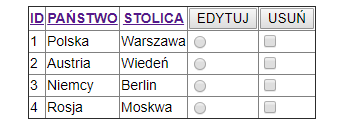 ID PAŃSTWO STOLICA EDYTUJ USUŃ
1 Polska Warszawa
2 Austria Wiedeń
3 Niemcy Berlin
4 Rosja Moskwa